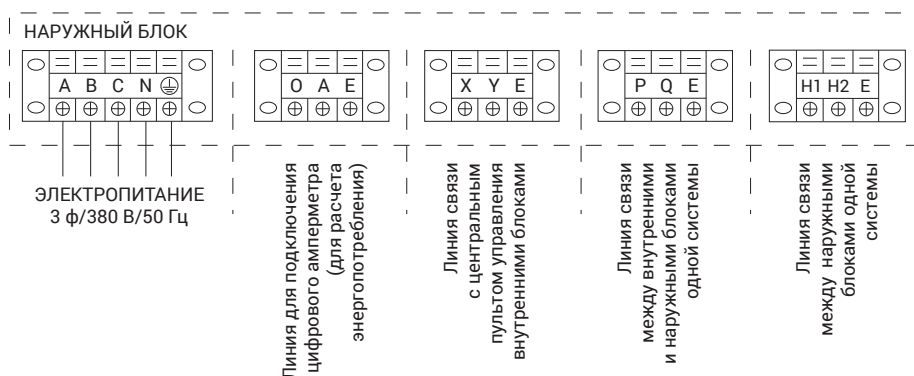 НАРУЖНЫЙ БЛОК
A B C N
O A E
X Y E
P Q E
H1 H2 E
ЭЛЕКТРОПИТАНИЕ
3 ф/380 В/50 Гц
Линия для подключения
цифрового амперметра
(для расчета
энергопотребления)
Линия связи
с центральным
пультом управления
внутренними блоками
Линия связи
между внутренними
и наружными блоками
одной системы
Линия связи
между наружными
блоками одной
системы